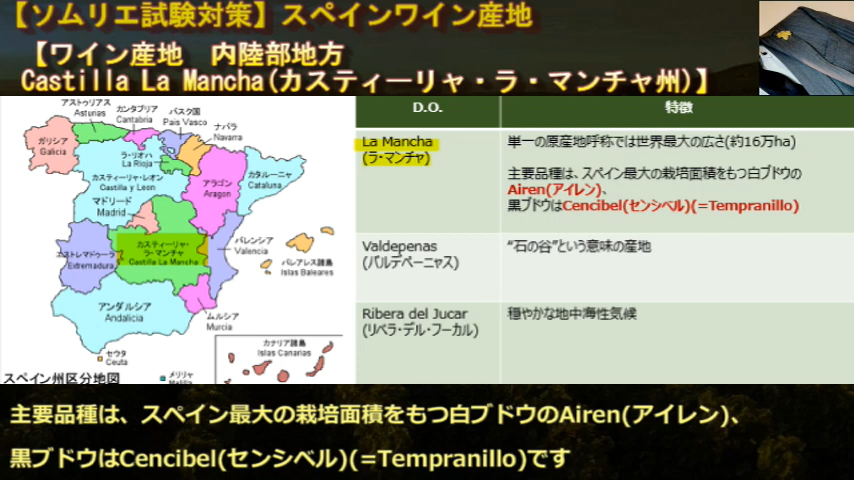 【ソムリエ試験対策】スペインワイン産地
【ワイン産地　内陸部地方
Castilla La Mancha(カスティーリャ・ラ・マンチャ州)】
アストゥリアス
Asturias
カンタブリア
Cantabria
バスク国
Pais Vasco
ナバラ
Navarra
ガリシア
Galicia
ラ・リオハ
La Rioja
カスティーリャ・レオン
Castilla y Leon
アラゴン
Aragon
カタルーニャ
Cataluna
マドリード
Madrid
カスティーリャ・
ラ・マンチャ
Castilla La Mancha
エストレマドゥーラ
Extremadura
バレンシア
Valencia
バレアレス諸島
Islas Baleares
アンダルシア
Andalicia
ムルシア
Murcia
セウタ
Ceuta
メリリャ
Melilla
カナリア諸島
Islas Canarias
スペイン州区分地図
D.O.
特徴
La Mancha
(ラ・マンチャ)
単一の原産地呼称では世界最大の広さ(約16万ha)
主要品種は、スペイン最大の栽培面積をもつ白ブドウの
Airen(アイレン)、
黒ブドウはCencibel(センシベル)(=Tempranillo)
Valdepenas
(バルデペーニャス)
“石の谷”という意味の産地
Ribera del Jucar
(リベラ・デル・フーカル)
穏やかな地中海性気候
主要品種は、スペイン最大の栽培面積をもつ白ブドウのAiren(アイレン)、
黒ブドウはCencibel(センシベル)(=Tempranillo)です